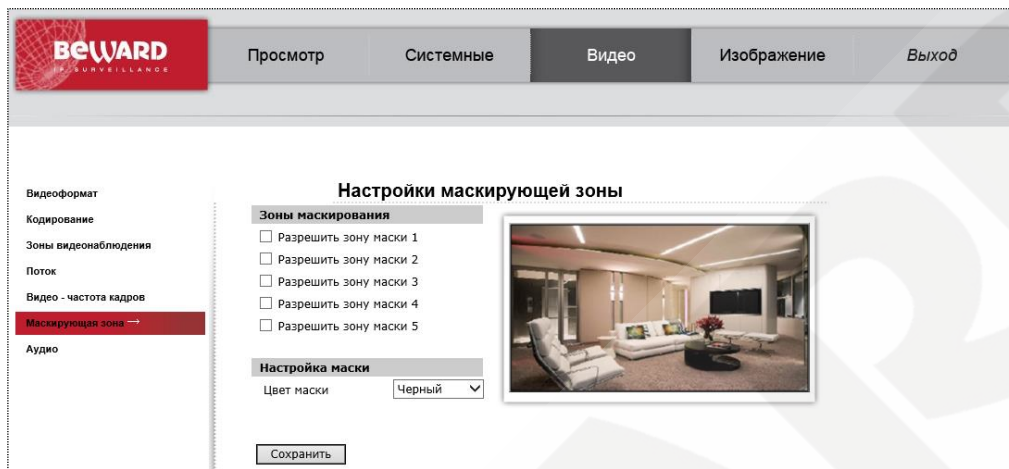 BEWARD
IP SURVEILLANCE
Просмотр
Системные
Видео
Изображение
Выход
Видеоформат
Кодирование
Зоны видеонаблюдения
Поток
Видео - частота кадров
Маскирующая зона →
Аудио
Настройки маскирующей зоны
Зоны маскирования
Разрешить зону маски 1
Разрешить зону маски 2
Разрешить зону маски 3
Разрешить зону маски 4
Разрешить зону маски 5
Настройка маски
Цвет маски Черный
Сохранить